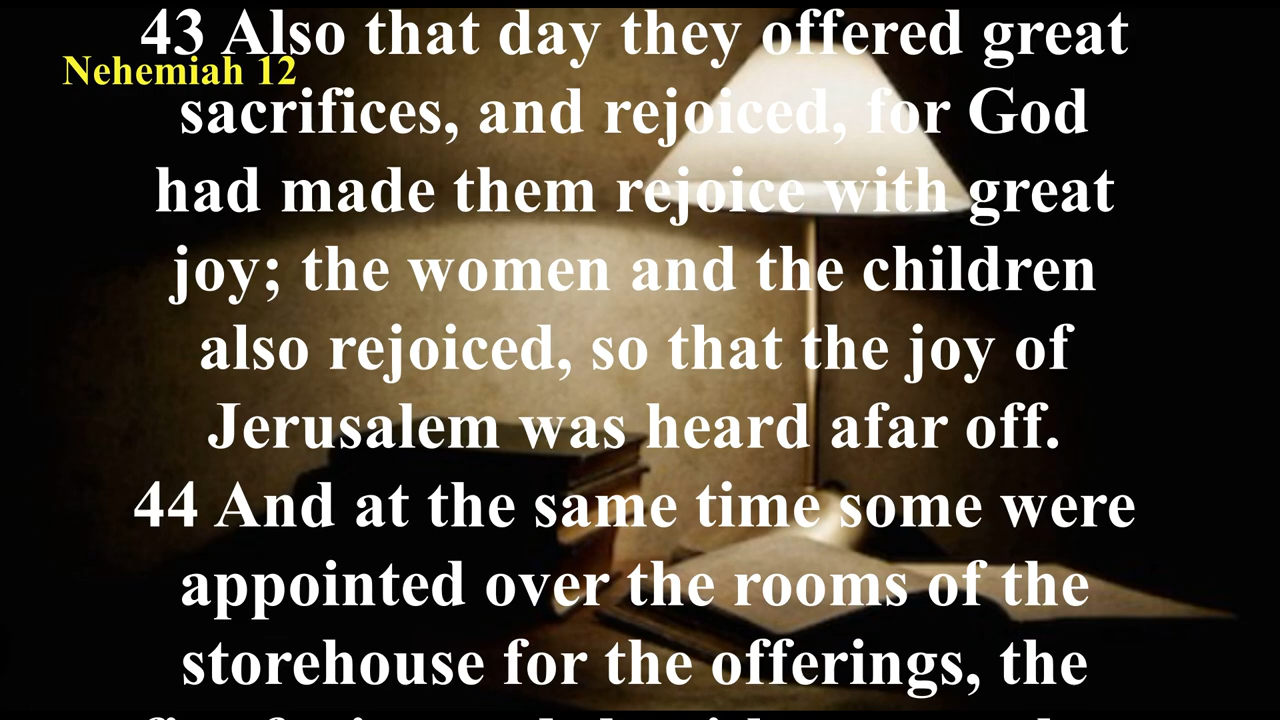 43 Also that day they offered great
Nehemiah 12
sacrifices, and rejoiced, for God
had made them rejoice with great
joy; the women and the children
also rejoiced, so that the joy of
Jerusalem was heard afar off.
44 And at the same time some were
appointed over the rooms of the
storehouse for the offerings, the